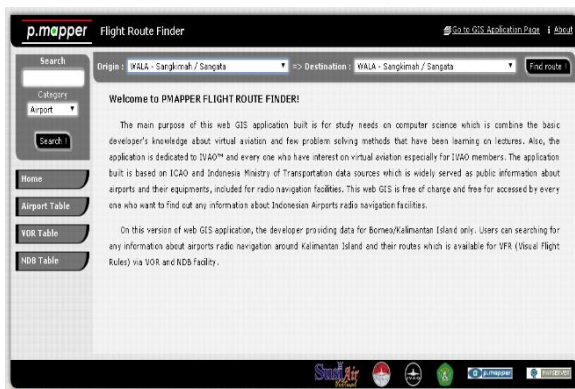 p.mapper Flight Route Finder Go to GIS Application Page i About
Search
Origin : WALA - Sangkimah / Sangata => Destination : WALA - Sangkimah / Sangata Find route !
Category
Airport
Search !
Home
Airport Table
VOR Table
NDB Table
Welcome to PMAPPER FLIGHT ROUTE FINDER!
The main purpose of this web GIS application built is for study needs on computer science which is combine the basic
developer's knowledge about virtual aviation and few problem solving methods that have been learning on lectures. Also, the
application is dedicated to IVAO™ and every one who have interest on virtual aviation especially for IVAO members. The application
built is based on ICAO and Indonesia Ministry of Transportation data sources which is widely served as public information about
airports and their equipments, included for radio navigation facilities. This web GIS is free of charge and free for accessed by every
one who want to find out any information about Indonesian Airports radio navigation facilities.
On this version of web GIS application, the developer providing data for Borneo/Kalimantan Island only. Users can searching for
any information about airports radio navigation around Kalimantan Island and their routes which is available for VFR (Visual Flight
Rules) via VOR and NDB facility.
Susi Air
p.mapper